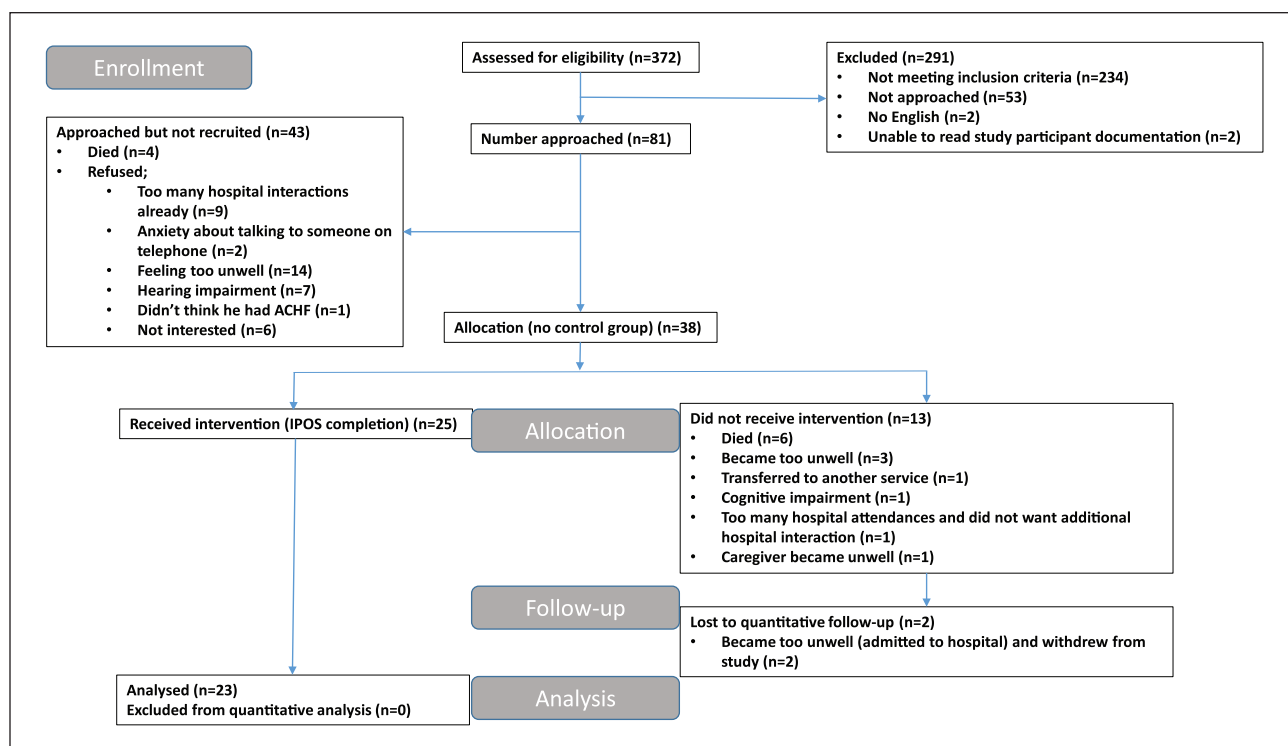 Enrollment
Assessed for eligibility (n=372)
Excluded (n=291)
• Not meeting inclusion criteria (n=234)
• Not approached (n=53)
• No English (n=2)
• Unable to read study participant documentation (n=2)
Approached but not recruited (n=43)
• Died (n=4)
• Refused;
• Too many hospital interactions
already (n=9)
• Anxiety about talking to someone on
telephone (n=2)
• Feeling too unwell (n=14)
• Hearing impairment (n=7)
• Didn’t think he had ACHF (n=1)
• Not interested (n=6)
Number approached (n=81)
Allocation (no control group) (n=38)
Received intervention (IPOS completion) (n=25)
Allocation
Did not receive intervention (n=13)
• Died (n=6)
• Became too unwell (n=3)
• Transferred to another service (n=1)
• Cognitive impairment (n=1)
• Too many hospital attendances and did not want additional
hospital interaction (n=1)
• Caregiver became unwell (n=1)
Follow-up
Lost to quantitative follow-up (n=2)
• Became too unwell (admitted to hospital) and withdrew from
study (n=2)
Analysed (n=23)
Excluded from quantitative analysis (n=0)
Analysis